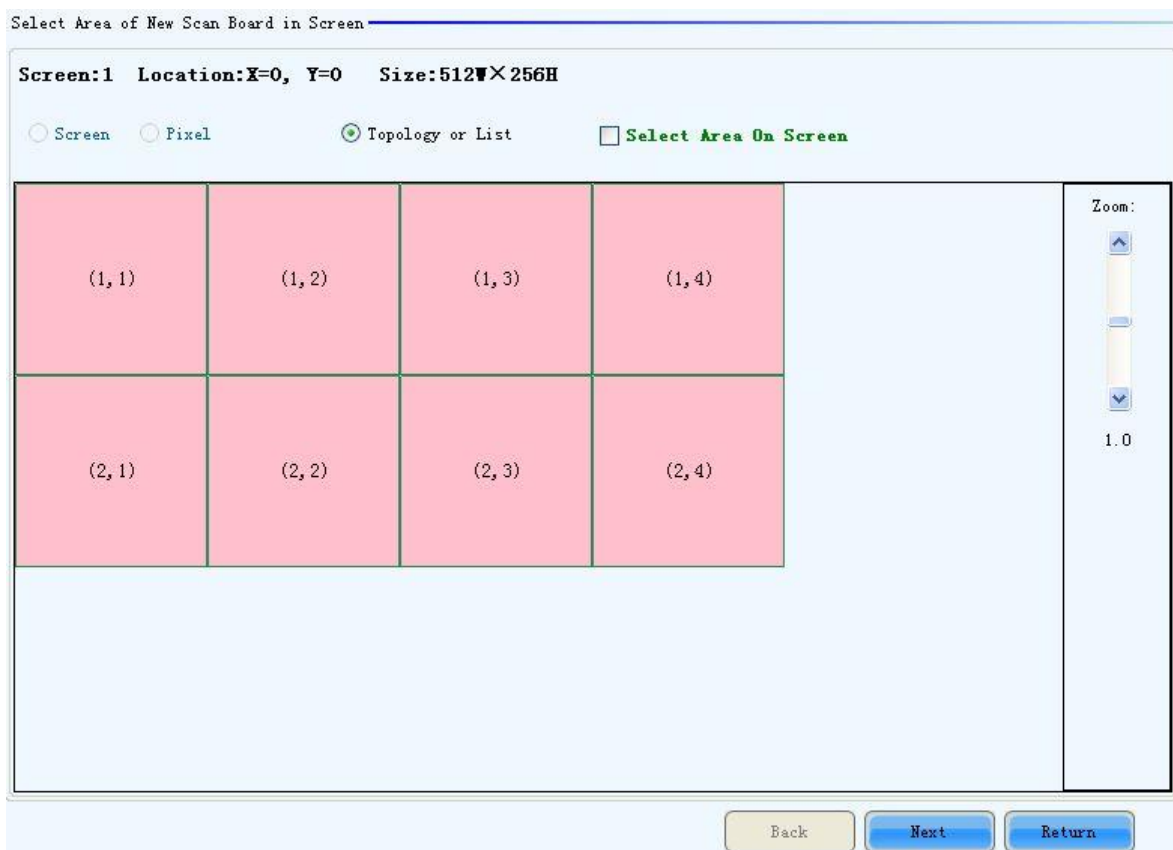 Select Area of New Scan Board in Screen
Screen:1 Location:X=0, Y=0 Size:512W×256H
Screen Pixel Topology or List Select Area On Screen
Zoom:
(1,1) (1,2) (1,3) (1,4)
1.0
(2,1) (2,2) (2,3) (2,4)
Back Next Return